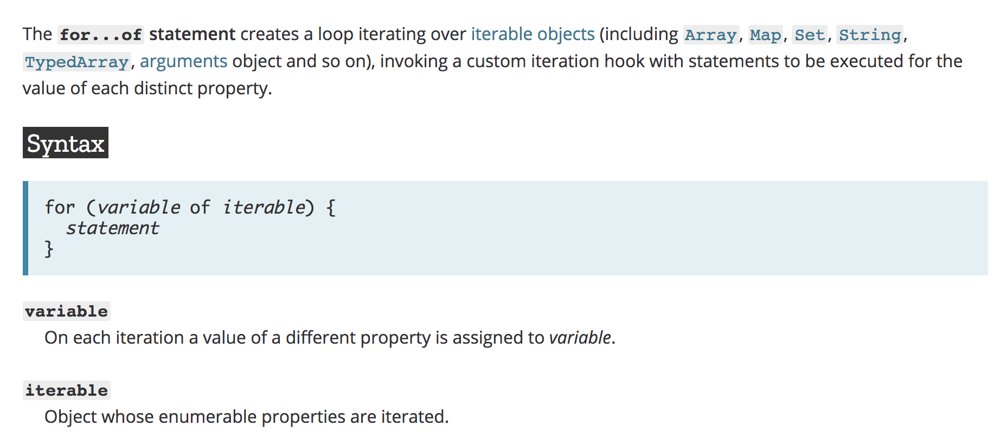 The for...of statement creates a loop iterating over iterable objects (including Array, Map, Set, String,
TypedArray, arguments object and so on), invoking a custom iteration hook with statements to be executed for the
value of each distinct property.
Syntax
for (variable of iterable) {
  statement
}
variable
On each iteration a value of a different property is assigned to variable.
iterable
Object whose enumerable properties are iterated.